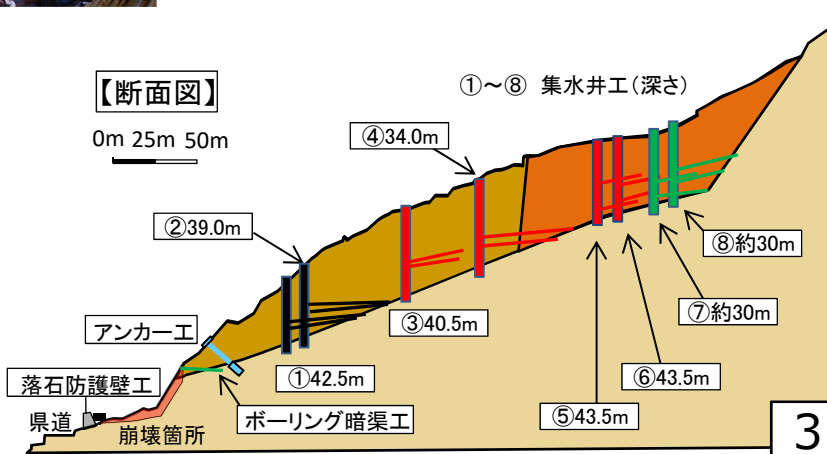 【断面図】
0m 25m 50m
①~⑧ 集水井工(深さ)
④34.0m
②39.0m
⑧約30m
⑦約30m
③40.5m
アンカー工
⑥43.5m
①42.5m
落石防護壁工
⑤43.5m
ボーリング暗渠工
県道
崩壊箇所
3